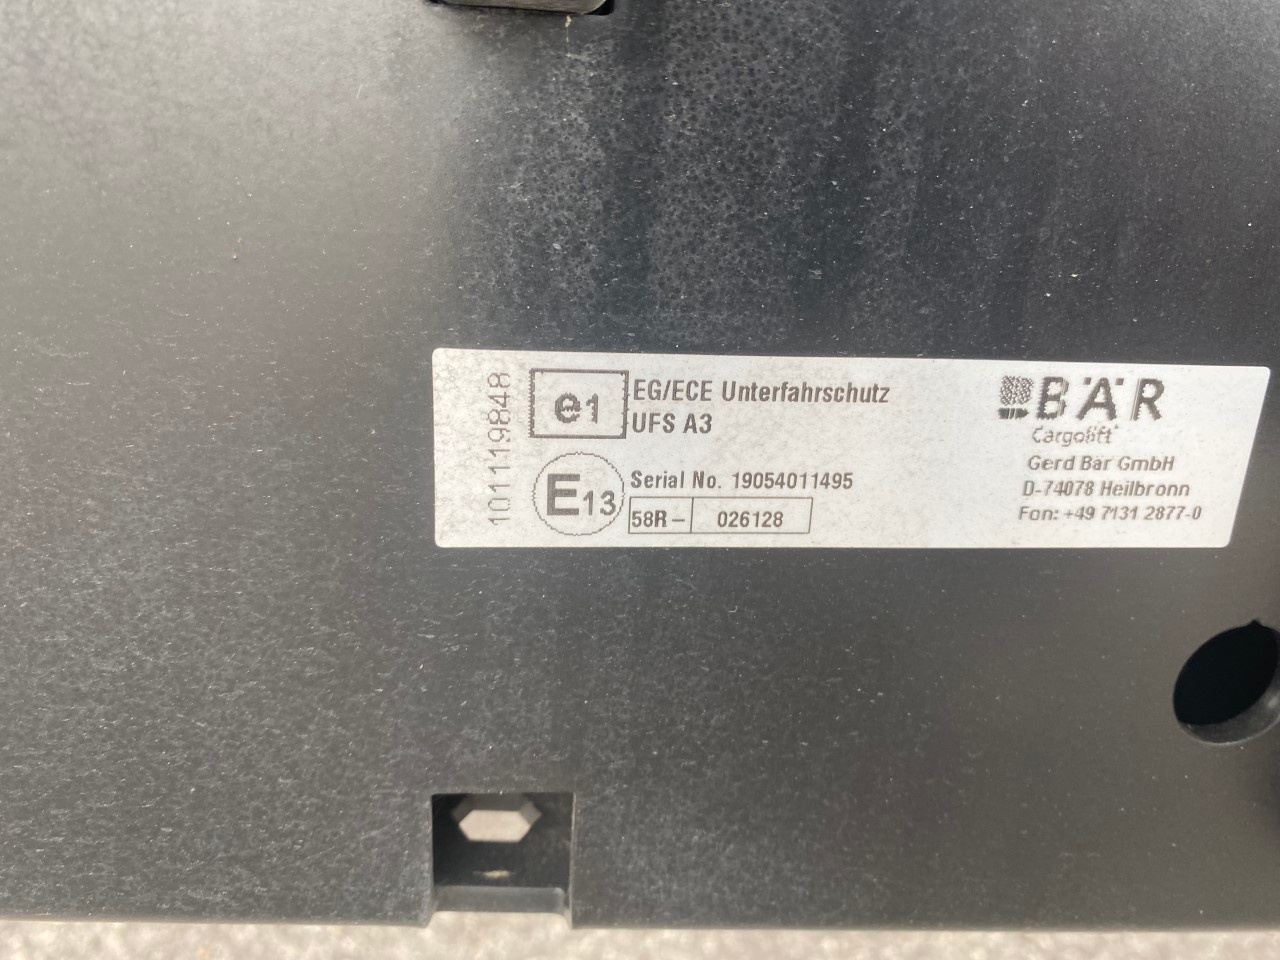 101119848
e1
EG/ECE Unterfahrschutz
UFS A3
E13
Serial No. 19054011495
58R – 026128
BÄR
Cargolift
Gerd Bär GmbH
D-74078 Heilbronn
Fon: +49 7131 2877-0